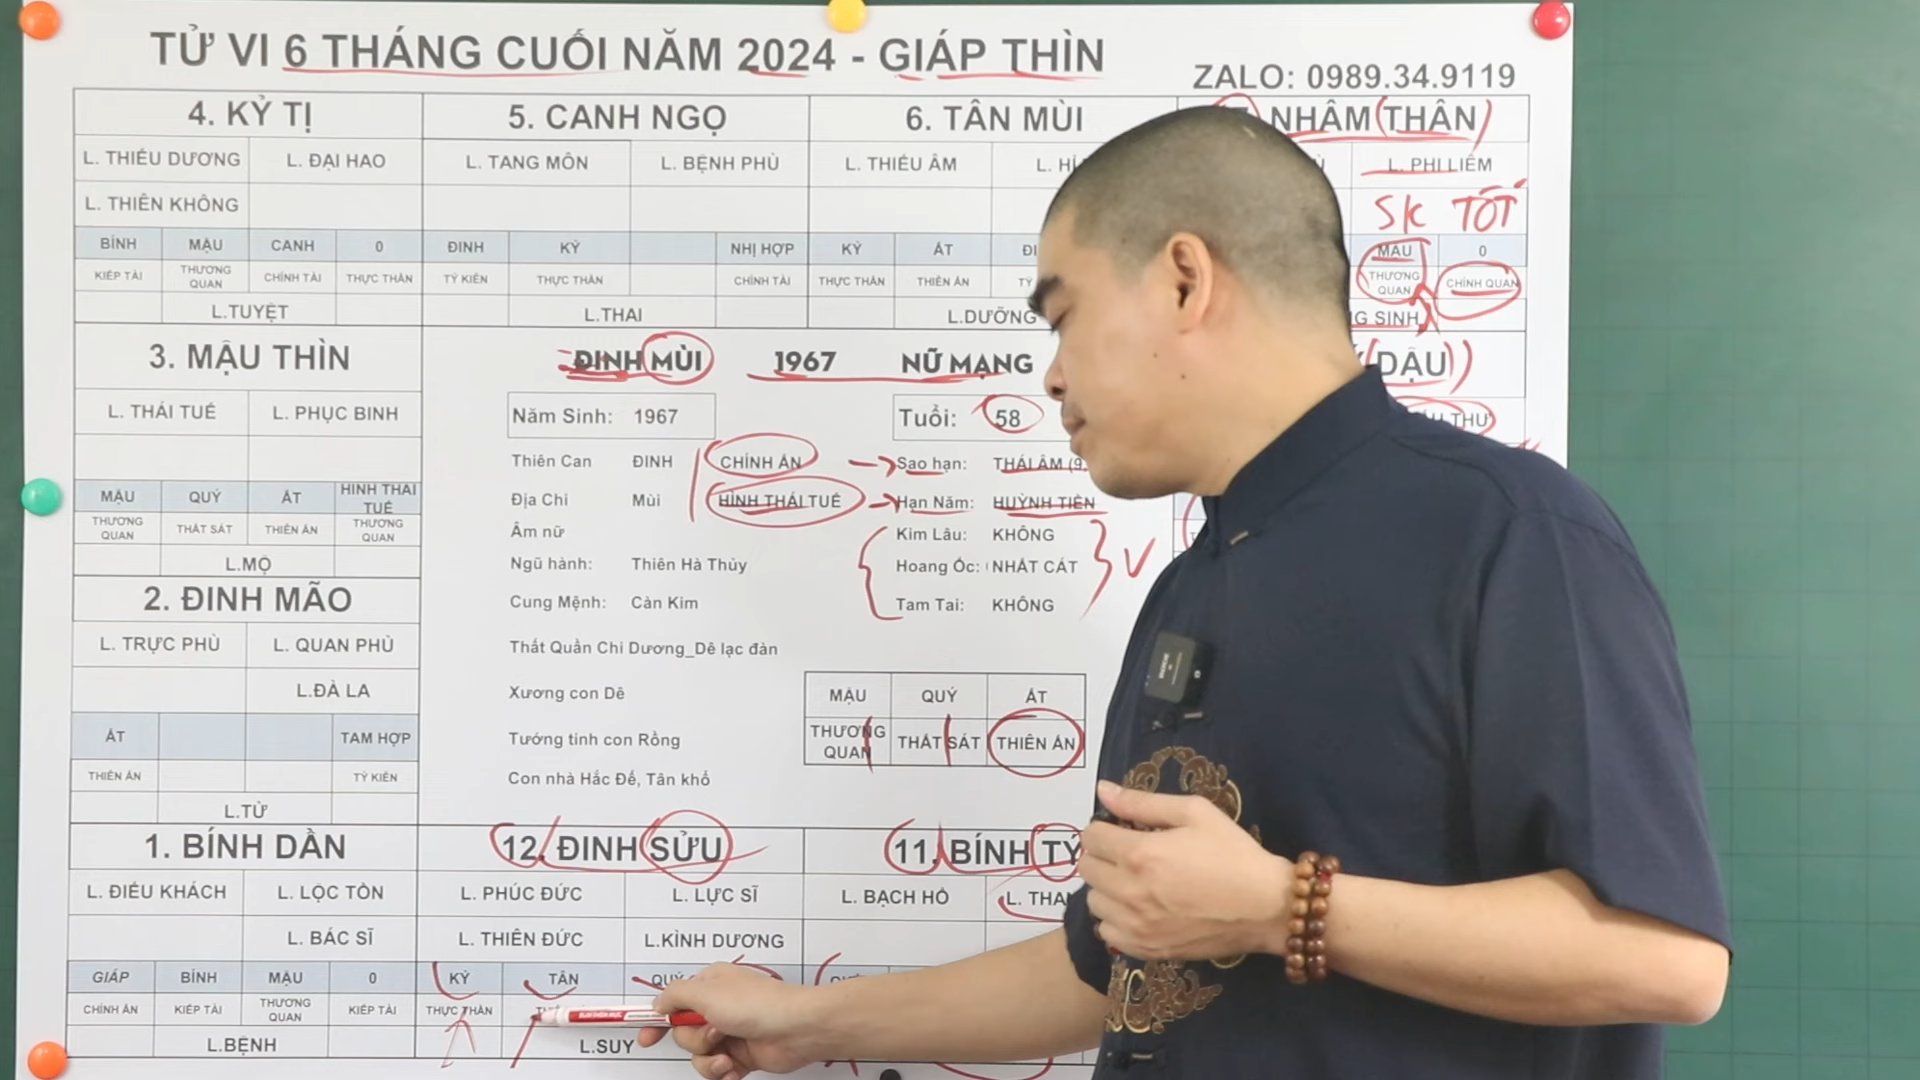 TỬ VI 6 THÁNG CUỐI NĂM 2024 - GIÁP THÌN
ZALO: 0989.34.9119
4. KỶ TỊ
5. CANH NGỌ
6. TÂN MÙI
NHÂM THÂN
L. THIẾU DƯƠNG
L. ĐẠI HAO
L. TANG MÔN
L. BỆNH PHÙ
L. THIẾU ÂM
L. PHI LIÊM
L. THIÊN KHÔNG
SK TỐT
BÍNH MẬU CANH 0
ĐINH KỶ NHỊ HỢP
KỶ ẤT
MẬU 0
KIẾP TÀI THƯƠNG QUAN CHÍNH TÀI THỰC THẦN
TỶ KIÊN THỰC THẦN CHÍNH TÀI
THỰC THẦN THIÊN ẤN TỶ
THƯƠNG QUAN CHÍNH QUAN
L.TUYỆT
L.THAI
L.DƯỠNG
SINH
3. MẬU THÌN
ĐINH MÙI 1967 NỮ MẠNG
DẬU
L. THÁI TUẾ
L. PHỤC BINH
Năm Sinh: 1967
Tuổi: 58
THƯ
Thiên Can ĐINH CHÍNH ẤN
Sao hạn: THÁI ÂM (9
Địa Chi Mùi HÌNH THÁI TUẾ
Hạn Năm: HUỲNH TIỀN
MẬU QUÝ ẤT HÌNH THÁI TUẾ
THƯƠNG QUAN THẤT SÁT THIÊN ẤN THƯƠNG QUAN
L.MỘ
Âm nữ
Kim Lâu: KHÔNG
Ngũ hành: Thiên Hà Thủy
Hoang Ốc: NHẤT CÁT
V
Cung Mệnh: Càn Kim
Tam Tai: KHÔNG
2. ĐINH MÃO
L. TRỰC PHÙ
L. QUAN PHÙ
L.ĐÀ LA
Thất Quần Chi Dương_Dê lạc đàn
Xương con Dê
MẬU QUÝ ẤT
ẤT TAM HỢP
Tướng tinh con Rồng
THƯƠNG QUAN THẤT SÁT THIÊN ẤN
THIÊN ẤN TỶ KIÊN
Con nhà Hắc Đế, Tân khổ
L.TỬ
1. BÍNH DẦN
12. ĐINH SỬU
11. BÍNH TÝ
L. ĐIẾU KHÁCH
L. LỘC TỒN
L. PHÚC ĐỨC
L. LỰC SĨ
L. BẠCH HỔ
L. BÁC SĨ
L. THIÊN ĐỨC
L.KÌNH DƯƠNG
GIÁP BÍNH MẬU 0
KỶ TÂN QUÝ
CHÍNH ẤN KIẾP TÀI THƯƠNG QUAN KIẾP TÀI
THỰC THẦN
L.BỆNH
L.SUY